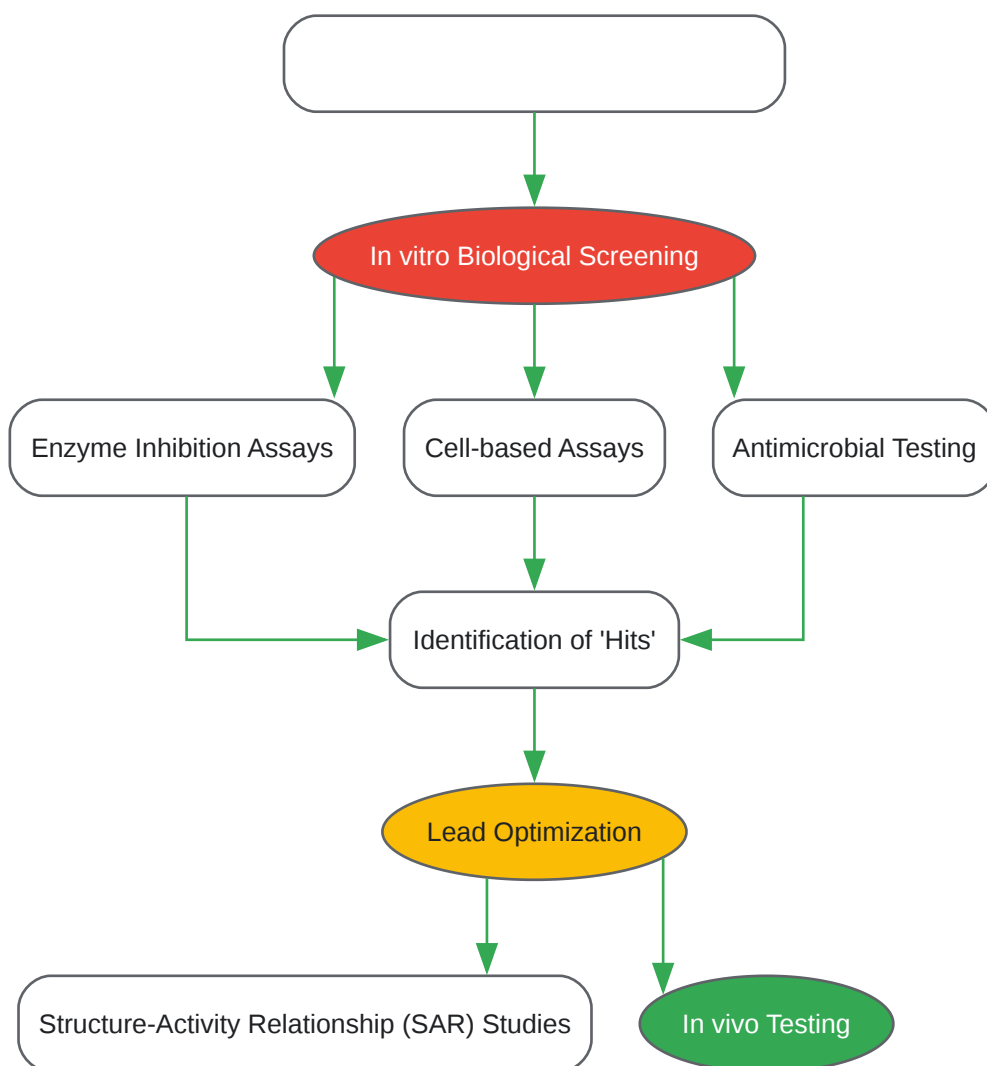 In vitro Biological Screening
Enzyme Inhibition Assays
Cell-based Assays
Antimicrobial Testing
Identification of 'Hits'
Lead Optimization
Structure-Activity Relationship (SAR) Studies
In vivo Testing